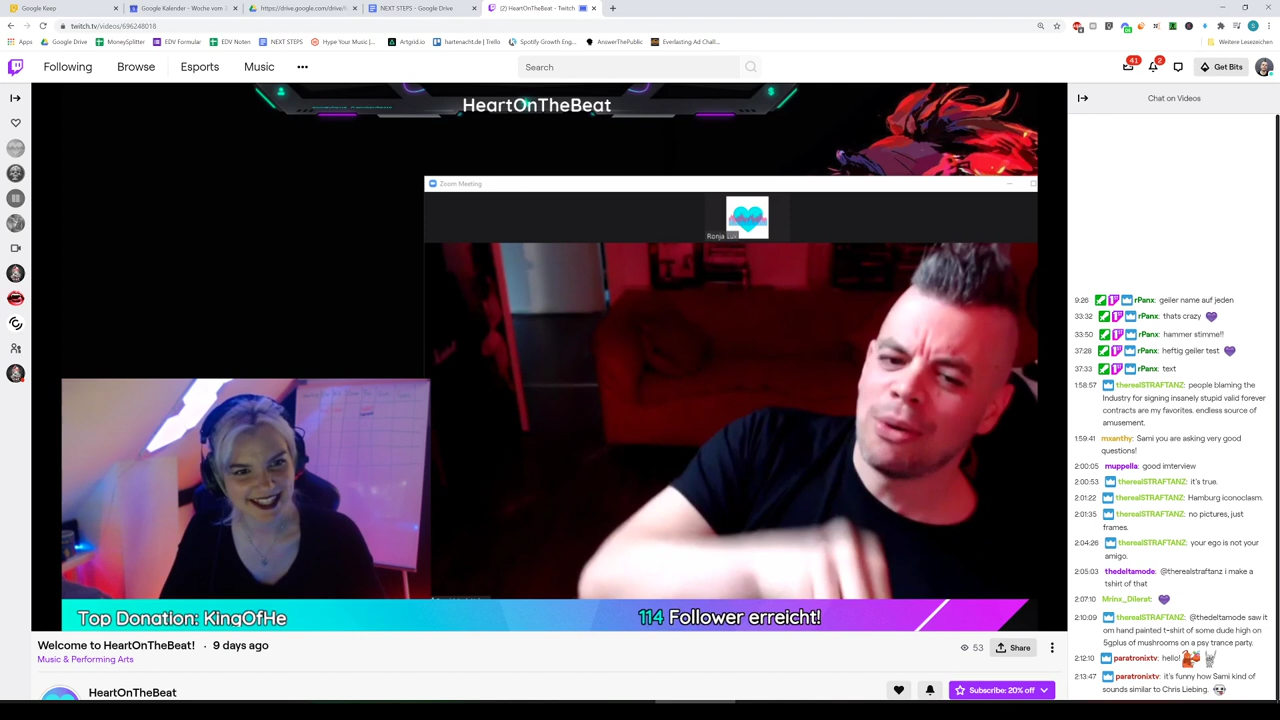 Google Keep
Google Kalender - Woche vom
https://drive.google.com/drive/f
NEXT STEPS - Google Drive
(2) HeartOnTheBeat - Twitch
twitch.tv/videos/696248018
Apps
Google Drive
MoneySplitter
EDV Formular
EDV Noten
NEXT STEPS
Hype Your Music |...
Artgrid.io
hartenacht.de | Trello
Spotify Growth Eng...
AnswerThePublic
Everlasting Ad Chall...
Weitere Lesezeichen
Following
Browse
Esports
Music
Search
41
2
Get Bits
HeartOnTheBeat
Zoom Meeting
Ronja Lux
Top Donation: KingOfHe
114 Follower erreicht!
Welcome to HeartOnTheBeat! · 9 days ago
Music & Performing Arts
53
Share
HeartOnTheBeat
Subscribe: 20% off
Chat on Videos
9:26 rPanx: geiler name auf jeden
33:32 rPanx: thats crazy
33:50 rPanx: hammer stimme!!
37:28 rPanx: heftig geiler test
37:33 rPanx: text
1:58:57 therealSTRAFTANZ: people blaming the
Industry for signing insanely stupid valid forever
contracts are my favorites. endless source of
amusement.
1:59:41 mxanthy: Sami you are asking very good
questions!
2:00:05 muppella: good imterview
2:00:53 therealSTRAFTANZ: it's true.
2:01:22 therealSTRAFTANZ: Hamburg iconoclasm.
2:01:35 therealSTRAFTANZ: no pictures, just
frames.
2:04:26 therealSTRAFTANZ: your ego is not your
amigo.
2:05:03 thedeltamode: @therealstraftanz i make a
tshirt of that
2:07:10 Mrinx_Dilerat:
2:10:09 therealSTRAFTANZ: @thedeltamode saw it
om hand painted t-shirt of some dude high on
5gplus of mushrooms on a psy trance party.
2:12:10 paratronixtv: hello!
2:13:47 paratronixtv: it's funny how Sami kind of
sounds similar to Chris Liebing.